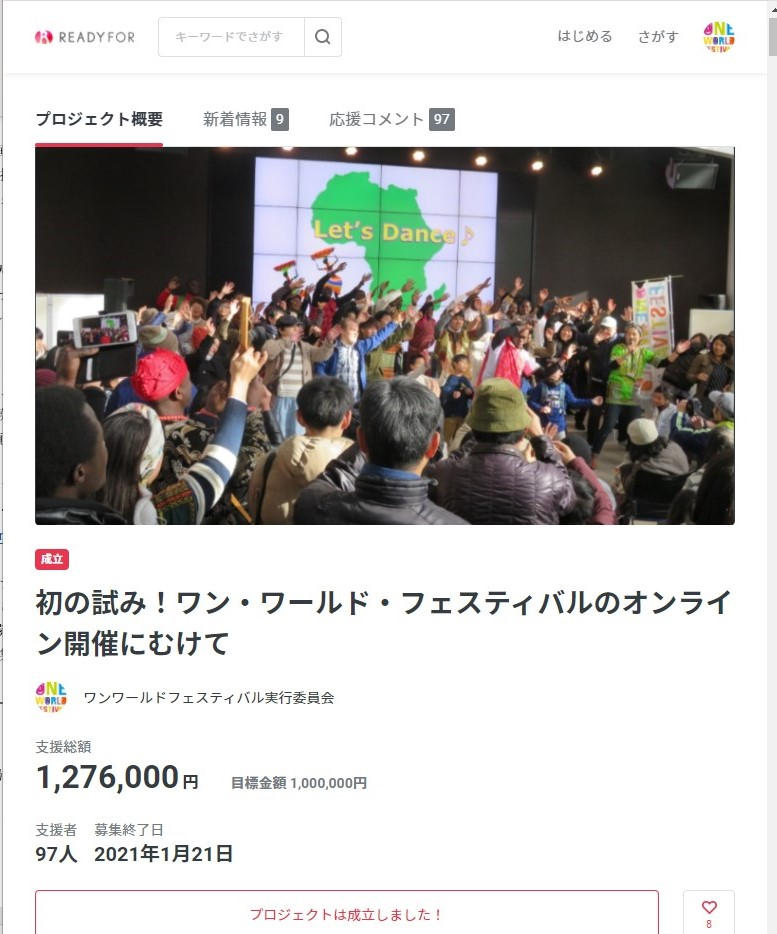 READYFOR
キーワードでさがす
はじめる
さがす
ONE
WORLD
FESTIVAL
プロジェクト概要
新着情報 9
応援コメント 97
Let's Dance♪
成立
初の試み！ワン・ワールド・フェスティバルのオンライ
ン開催にむけて
ワンワールドフェスティバル実行委員会
支援総額
1,276,000円
目標金額 1,000,000円
支援者 募集終了日
97人 2021年1月21日
プロジェクトは成立しました！
8